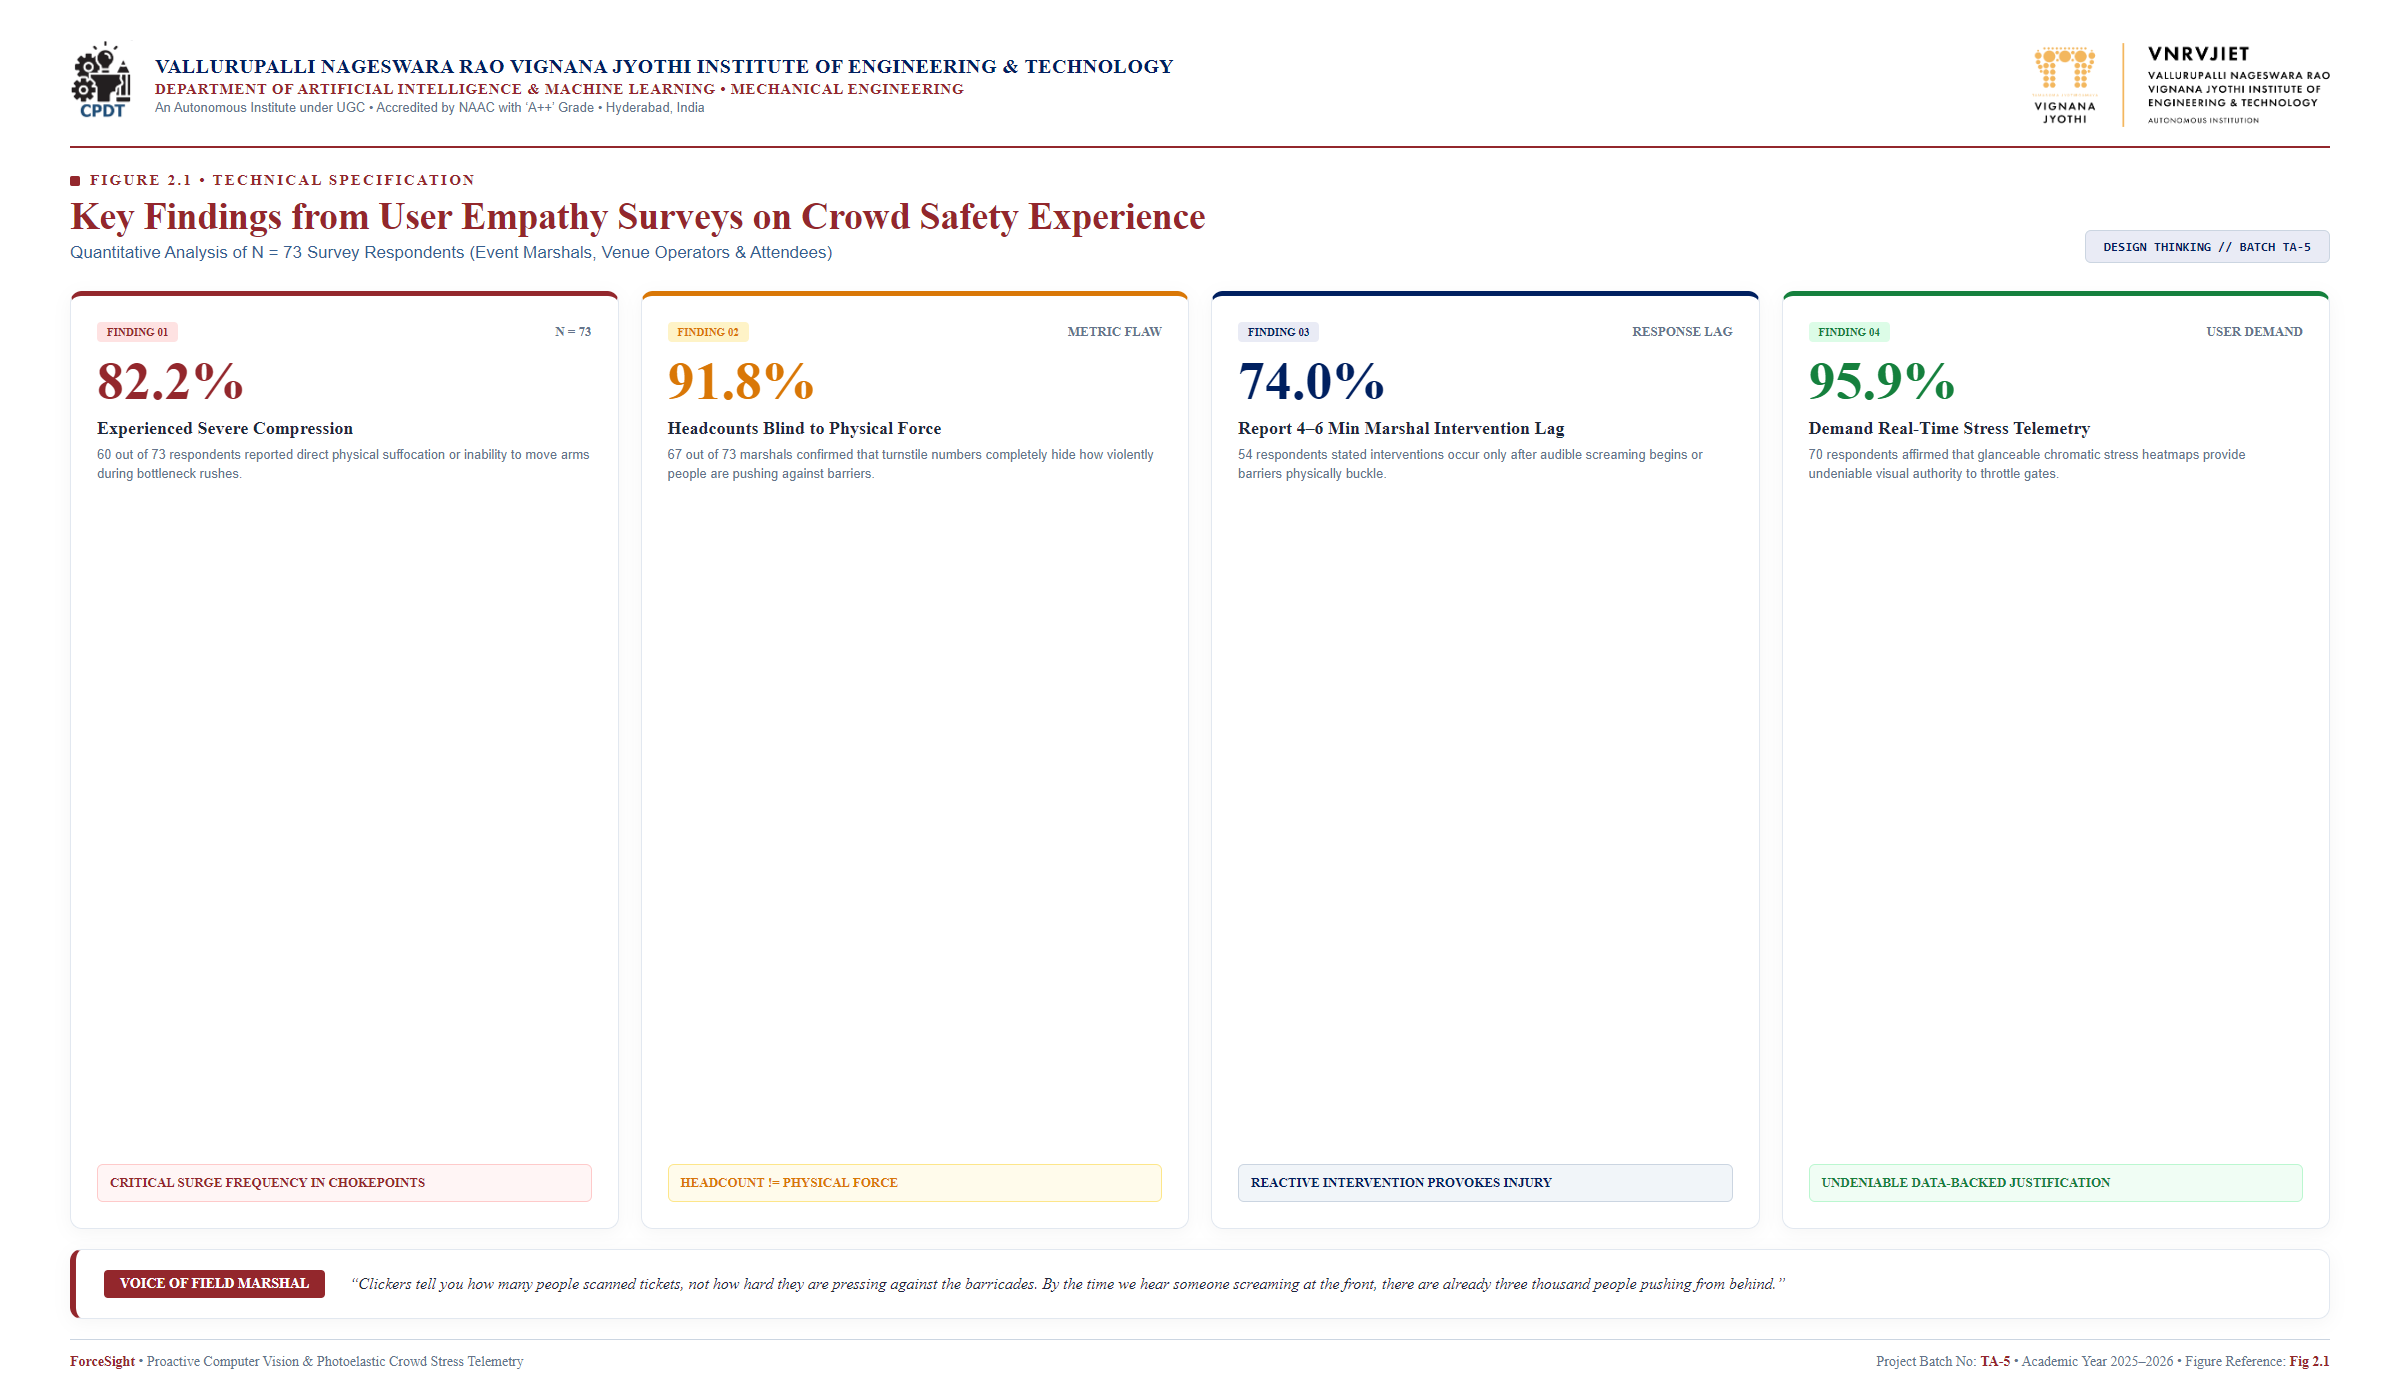 CPDT
VALLURUPALLI NAGESWARA RAO VIGNANA JYOTHI INSTITUTE OF ENGINEERING & TECHNOLOGY
DEPARTMENT OF ARTIFICIAL INTELLIGENCE & MACHINE LEARNING • MECHANICAL ENGINEERING
An Autonomous Institute under UGC • Accredited by NAAC with ‘A++’ Grade • Hyderabad, India
VIGNANA
JYOTHI
VNRVJIET
VALLURUPALLI NAGESWARA RAO
VIGNANA JYOTHI INSTITUTE OF
ENGINEERING & TECHNOLOGY
AUTONOMOUS INSTITUTION
FIGURE 2.1 • TECHNICAL SPECIFICATION
Key Findings from User Empathy Surveys on Crowd Safety Experience
Quantitative Analysis of N = 73 Survey Respondents (Event Marshals, Venue Operators & Attendees)
DESIGN THINKING // BATCH TA-5
FINDING 01
N = 73
82.2%
Experienced Severe Compression
60 out of 73 respondents reported direct physical suffocation or inability to move arms
during bottleneck rushes.
CRITICAL SURGE FREQUENCY IN CHOKEPOINTS
FINDING 02
METRIC FLAW
91.8%
Headcounts Blind to Physical Force
67 out of 73 marshals confirmed that turnstile numbers completely hide how violently
people are pushing against barriers.
HEADCOUNT != PHYSICAL FORCE
FINDING 03
RESPONSE LAG
74.0%
Report 4–6 Min Marshal Intervention Lag
54 respondents stated interventions occur only after audible screaming begins or
barriers physically buckle.
REACTIVE INTERVENTION PROVOKES INJURY
FINDING 04
USER DEMAND
95.9%
Demand Real-Time Stress Telemetry
70 respondents affirmed that glanceable chromatic stress heatmaps provide
undeniable visual authority to throttle gates.
UNDENIABLE DATA-BACKED JUSTIFICATION
VOICE OF FIELD MARSHAL
“Clickers tell you how many people scanned tickets, not how hard they are pressing against the barricades. By the time we hear someone screaming at the front, there are already three thousand people pushing from behind.”
ForceSight • Proactive Computer Vision & Photoelastic Crowd Stress Telemetry
Project Batch No: TA-5 • Academic Year 2025–2026 • Figure Reference: Fig 2.1